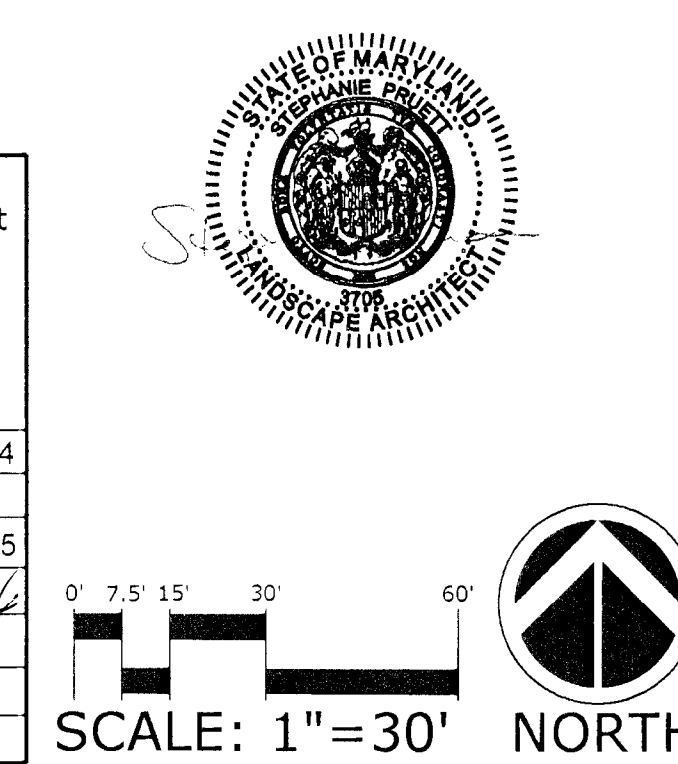 STATE OF MARYLAND
STEPHANIE PRUETT
3705
LANDSCAPE ARCHITECT
t
4
5
0' 7.5' 15' 30' 60'
SCALE: 1"=30' NORTH